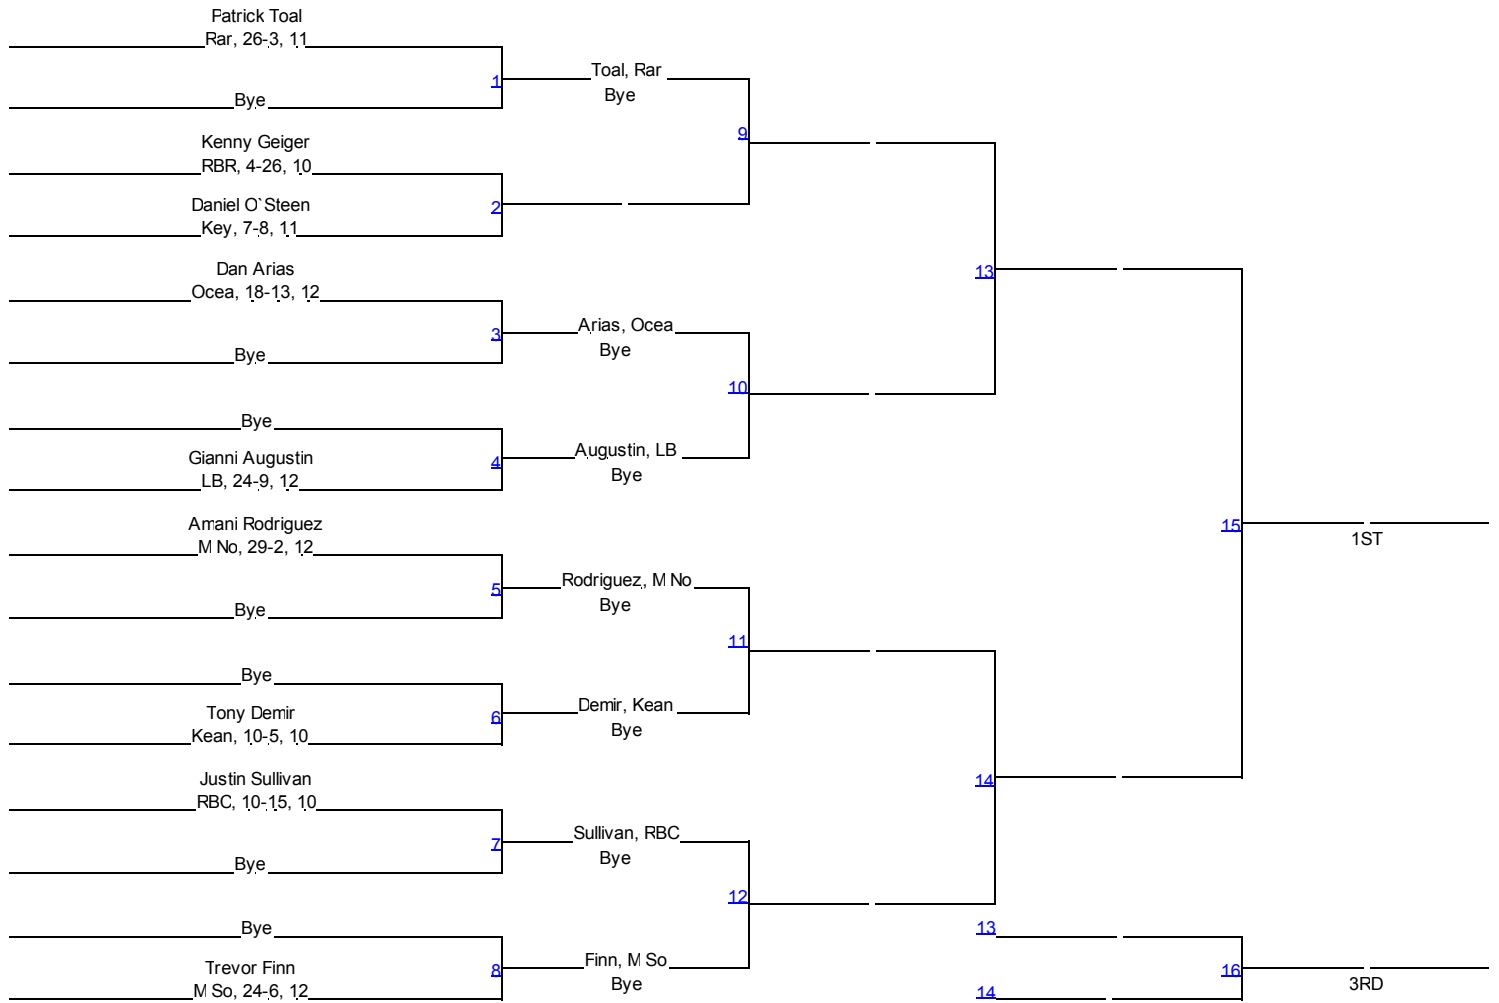 Patrick Toal
Rar, 26-3, 11
1
Bye
Toal, Rar
Bye
Kenny Geiger
RBR, 4-26, 10
2
Daniel O`Steen
Key, 7-8, 11
9
Dan Arias
Ocea, 18-13, 12
3
Bye
Arias, Ocea
Bye
Bye
4
Gianni Augustin
LB, 24-9, 12
Augustin, LB
Bye
10
13
Amani Rodriguez
M No, 29-2, 12
5
Bye
Rodriguez, M No
Bye
Bye
6
Tony Demir
Kean, 10-5, 10
Demir, Kean
Bye
11
Justin Sullivan
RBC, 10-15, 10
7
Bye
Sullivan, RBC
Bye
Bye
8
Trevor Finn
M So, 24-6, 12
Finn, M So
Bye
12
14
15
1ST
13
14
16
3RD